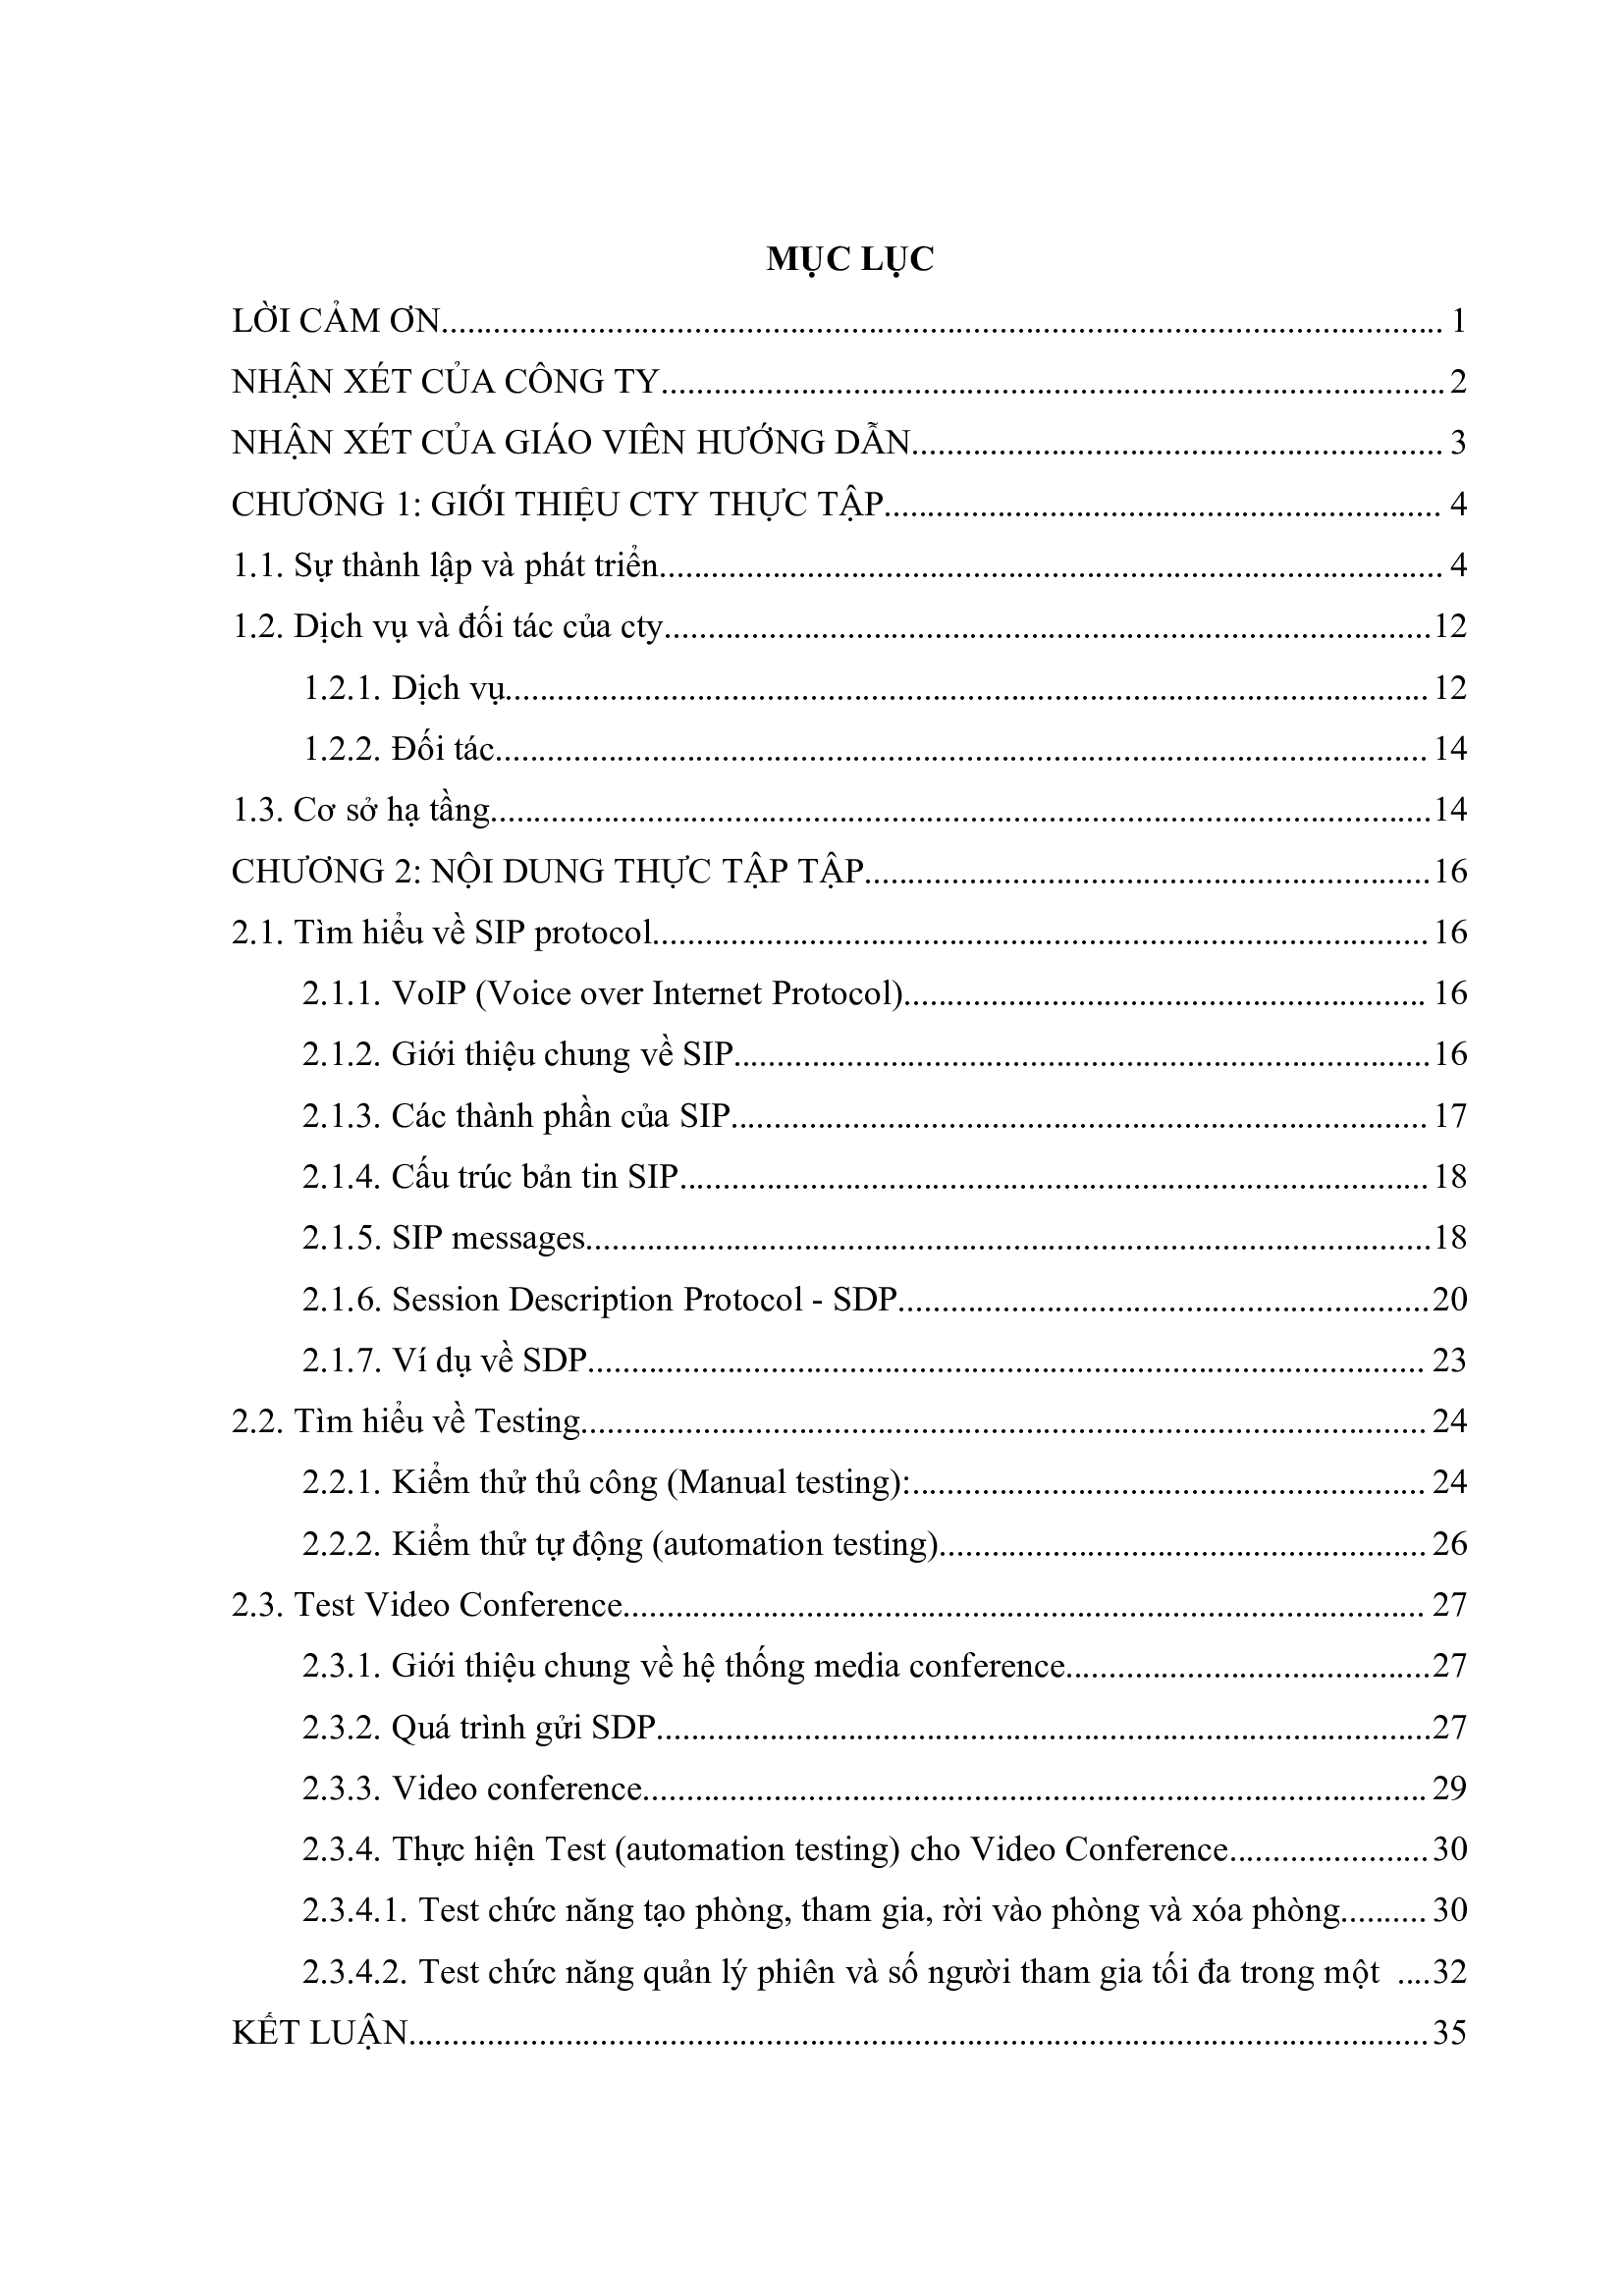 MỤC LỤC
LỜI CẢM ƠN.......................................................................................................... 1
NHẬN XÉT CỦA CÔNG TY.................................................................................. 2
NHẬN XÉT CỦA GIÁO VIÊN HƯỚNG DẪN........................................................ 3
CHƯƠNG 1: GIỚI THIỆU CTY THỰC TẬP........................................................... 4
1.1. Sự thành lập và phát triển.................................................................................. 4
1.2. Dịch vụ và đối tác của cty.................................................................................12
1.2.1. Dịch vụ................................................................................................... 12
1.2.2. Đối tác.................................................................................................... 14
1.3. Cơ sở hạ tầng....................................................................................................14
CHƯƠNG 2: NỘI DUNG THỰC TẬP TẬP............................................................16
2.1. Tìm hiểu về SIP protocol.................................................................................. 16
2.1.1. VoIP (Voice over Internet Protocol)........................................................ 16
2.1.2. Giới thiệu chung về SIP...........................................................................16
2.1.3. Các thành phần của SIP........................................................................... 17
2.1.4. Cấu trúc bản tin SIP................................................................................. 18
2.1.5. SIP messages...........................................................................................18
2.1.6. Session Description Protocol - SDP.........................................................20
2.1.7. Ví dụ về SDP.......................................................................................... 23
2.2. Tìm hiểu về Testing.......................................................................................... 24
2.2.1. Kiểm thử thủ công (Manual testing):....................................................... 24
2.2.2. Kiểm thử tự động (automation testing).................................................... 26
2.3. Test Video Conference..................................................................................... 27
2.3.1. Giới thiệu chung về hệ thống media conference.......................................27
2.3.2. Quá trình gửi SDP...................................................................................27
2.3.3. Video conference.................................................................................... 29
2.3.4. Thực hiện Test (automation testing) cho Video Conference.......................30
2.3.4.1. Test chức năng tạo phòng, tham gia, rời vào phòng và xóa phòng.......... 30
2.3.4.2. Test chức năng quản lý phiên và số người tham gia tối đa trong một ....32
KẾT LUẬN.............................................................................................................35